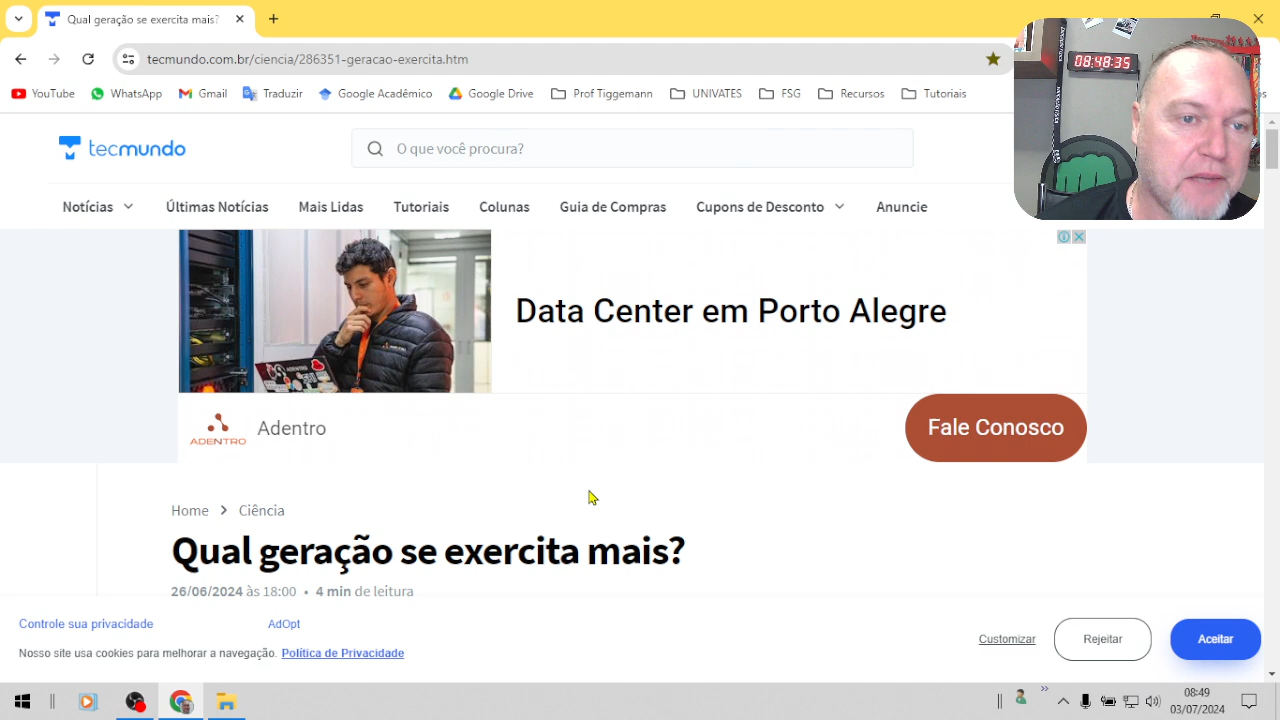 Qual geração se exercita mais?
tecmundo.com.br/ciencia/286351-geracao-exercita.htm
08:48:35
YouTube WhatsApp Gmail Traduzir Google Acadêmico Google Drive Prof Tiggemann UNIVATES FSG Recursos Tutoriais
tecmundo
O que você procura?
Notícias Últimas Notícias Mais Lidas Tutoriais Colunas Guia de Compras Cupons de Desconto Anuncie
Data Center em Porto Alegre
ADENTRO
Adentro
Fale Conosco
Home > Ciência
Qual geração se exercita mais?
26/06/2024 às 18:00 • 4 min de leitura
Controle sua privacidade AdOpt
Nosso site usa cookies para melhorar a navegação. Política de Privacidade
Customizar Rejeitar Aceitar
08:49
03/07/2024